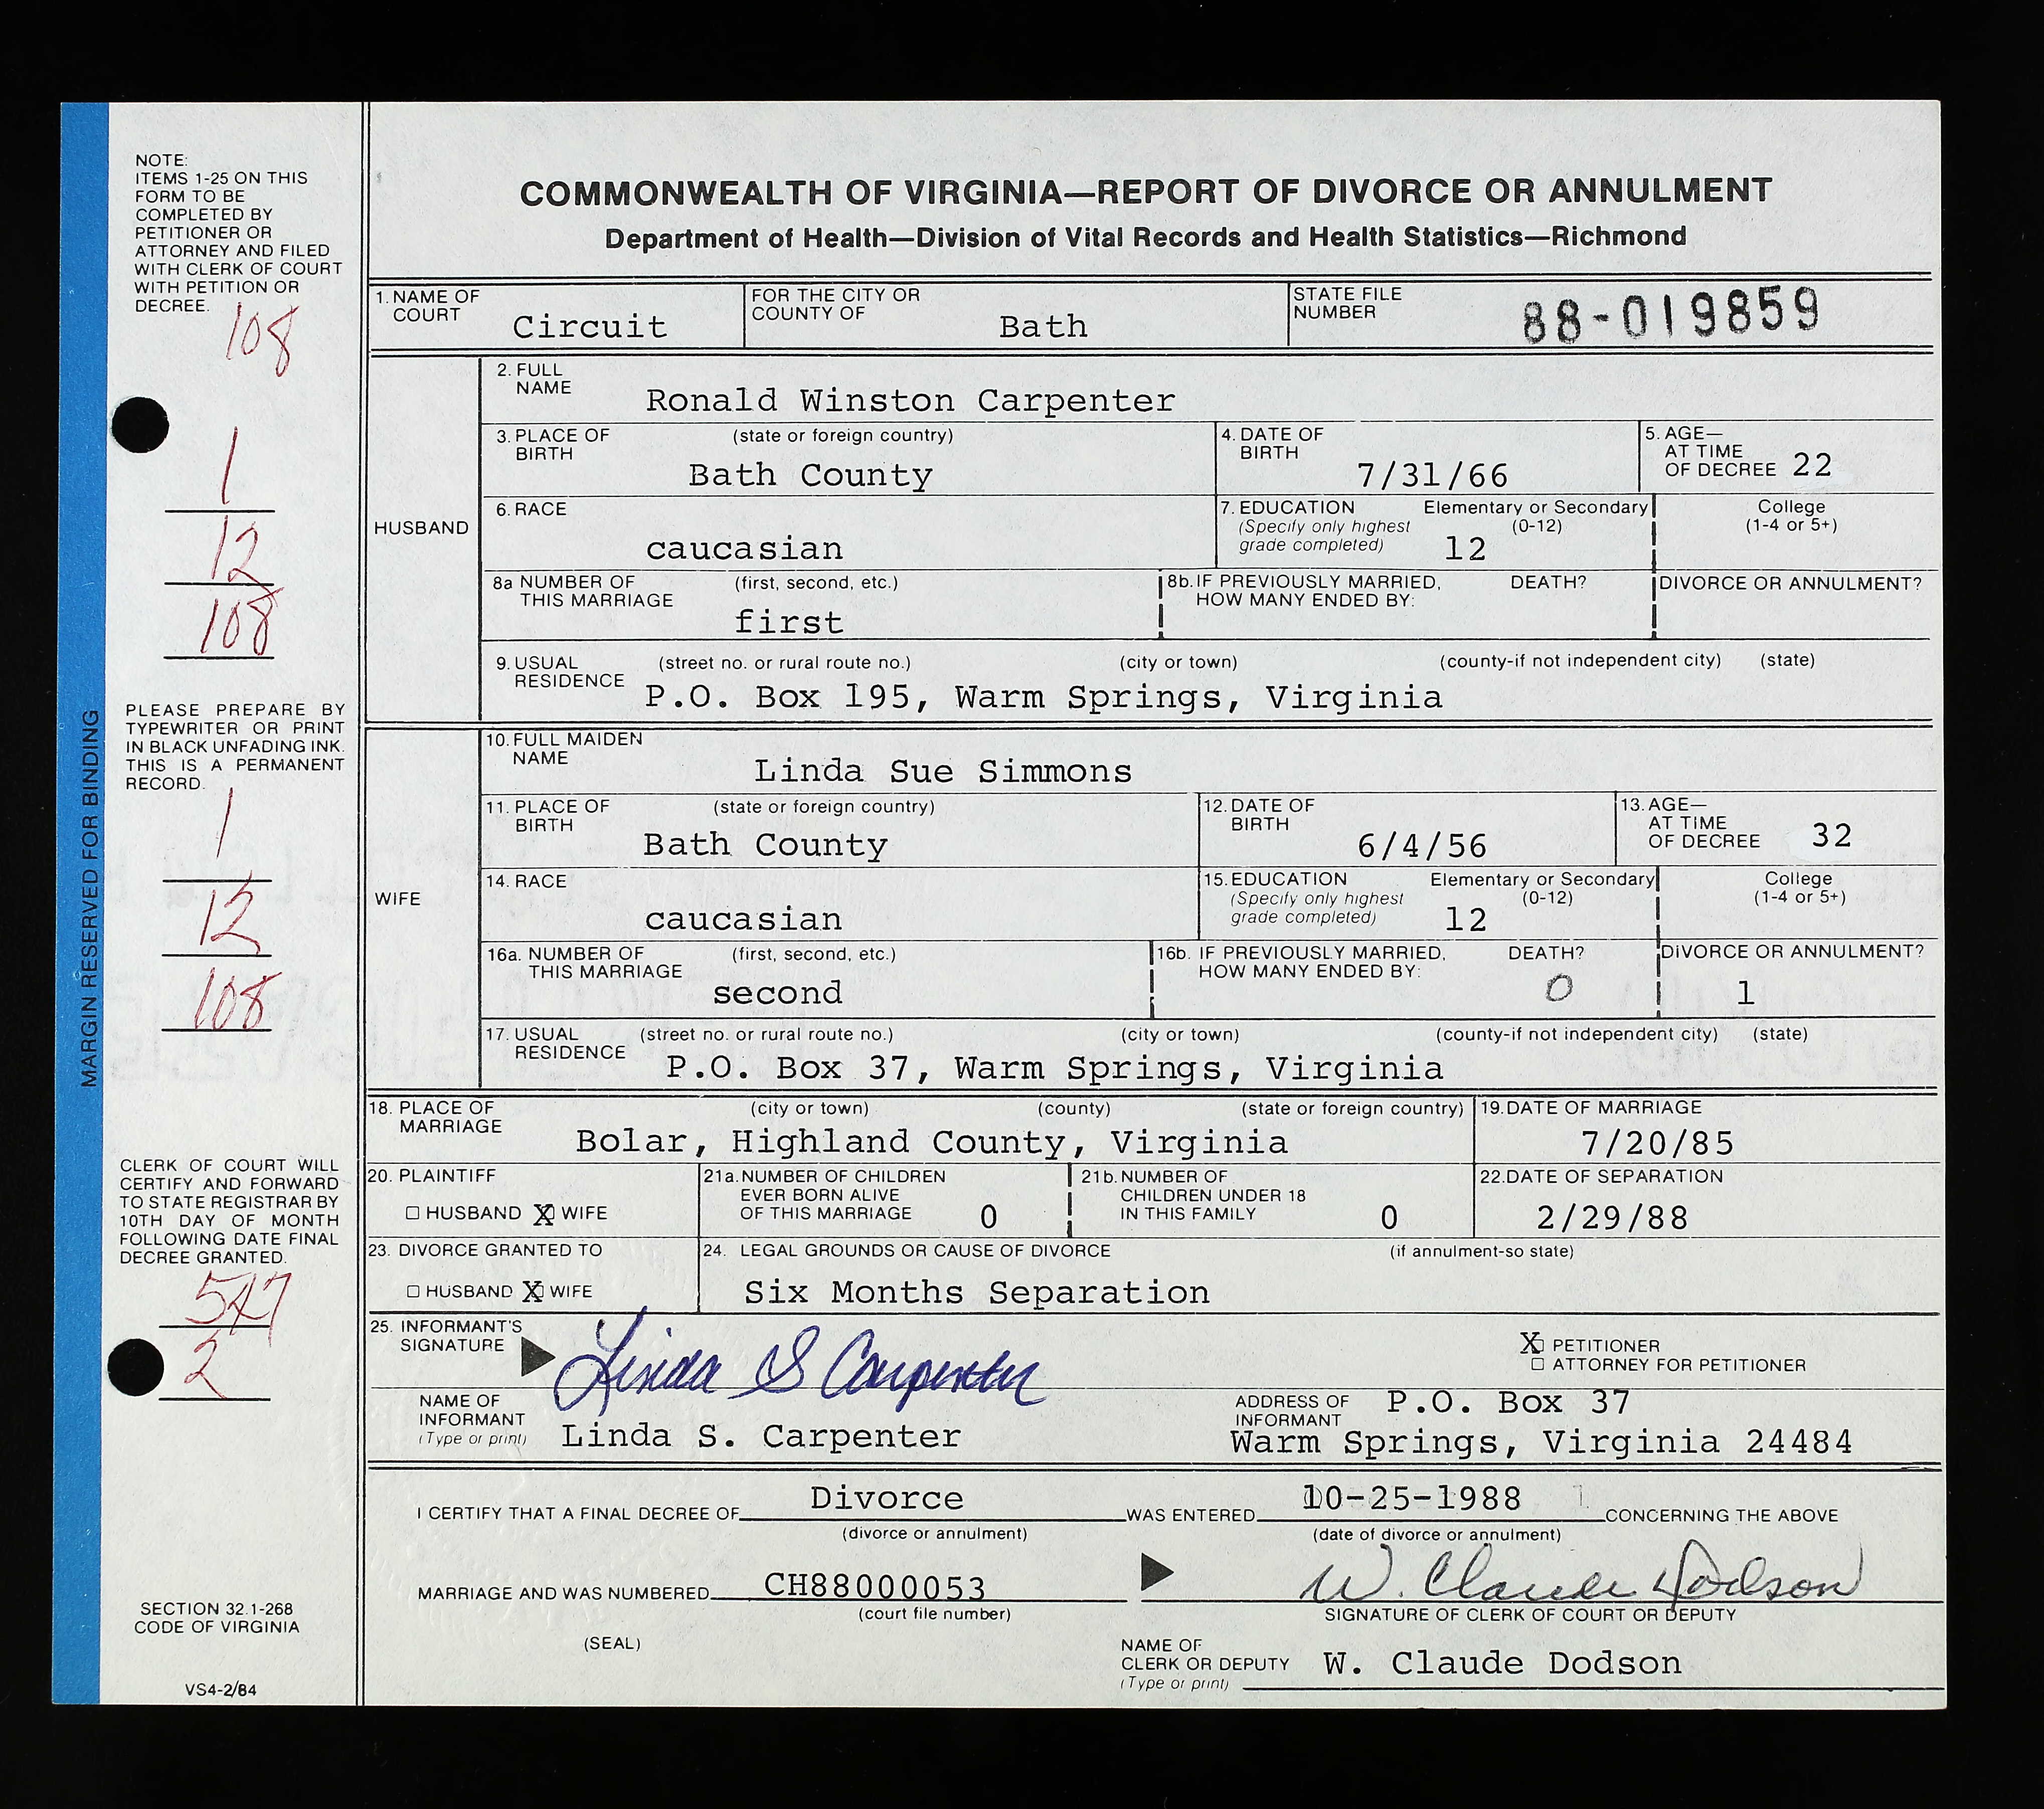 NOTE:
ITEMS 1-25 ON THIS
FORM TO BE
COMPLETED BY
PETITIONER OR
ATTORNEY AND FILED
WITH CLERK OF COURT
WITH PETITION OR
DECREE.
108
1
12
108
PLEASE PREPARE BY
TYPEWRITER OR PRINT
IN BLACK UNFADING INK.
THIS IS A PERMANENT
RECORD.
1
12
108
CLERK OF COURT WILL
CERTIFY AND FORWARD
TO STATE REGISTRAR BY
10TH DAY OF MONTH
FOLLOWING DATE FINAL
DECREE GRANTED.
547
2
SECTION 32.1-268
CODE OF VIRGINIA
VS4-2/84
MARGIN RESERVED FOR BINDING
COMMONWEALTH OF VIRGINIA—REPORT OF DIVORCE OR ANNULMENT
Department of Health—Division of Vital Records and Health Statistics—Richmond
1. NAME OF COURT Circuit FOR THE CITY OR COUNTY OF Bath STATE FILE NUMBER 88-019859
HUSBAND
2. FULL NAME Ronald Winston Carpenter
3. PLACE OF BIRTH (state or foreign country) Bath County 4. DATE OF BIRTH 7/31/66 5. AGE— AT TIME OF DECREE 22
6. RACE caucasian 7. EDUCATION (Specify only highest grade completed) Elementary or Secondary (0-12) 12 College (1-4 or 5+)
8a NUMBER OF THIS MARRIAGE (first, second, etc.) first 8b. IF PREVIOUSLY MARRIED, HOW MANY ENDED BY: DEATH? DIVORCE OR ANNULMENT?
9. USUAL RESIDENCE (street no. or rural route no.) (city or town) (county-if not independent city) (state)
P.O. Box 195, Warm Springs, Virginia
WIFE
10. FULL MAIDEN NAME Linda Sue Simmons
11. PLACE OF BIRTH (state or foreign country) Bath County 12. DATE OF BIRTH 6/4/56 13. AGE— AT TIME OF DECREE 32
14. RACE caucasian 15. EDUCATION (Specify only highest grade completed) Elementary or Secondary (0-12) 12 College (1-4 or 5+)
16a. NUMBER OF THIS MARRIAGE (first, second, etc.) second 16b. IF PREVIOUSLY MARRIED, HOW MANY ENDED BY: DEATH? 0 DIVORCE OR ANNULMENT? 1
17. USUAL RESIDENCE (street no. or rural route no.) (city or town) (county-if not independent city) (state)
P.O. Box 37, Warm Springs, Virginia
18. PLACE OF MARRIAGE (city or town) (county) (state or foreign country) Bolar, Highland County, Virginia 19. DATE OF MARRIAGE 7/20/85
20. PLAINTIFF HUSBAND X WIFE 21a. NUMBER OF CHILDREN EVER BORN ALIVE OF THIS MARRIAGE 0 21b. NUMBER OF CHILDREN UNDER 18 IN THIS FAMILY 0 22. DATE OF SEPARATION 2/29/88
23. DIVORCE GRANTED TO HUSBAND X WIFE 24. LEGAL GROUNDS OR CAUSE OF DIVORCE (if annulment-so state) Six Months Separation
25. INFORMANT'S SIGNATURE Linda S Carpenter X PETITIONER
ATTORNEY FOR PETITIONER
NAME OF INFORMANT (Type or print) Linda S. Carpenter ADDRESS OF INFORMANT P.O. Box 37
Warm Springs, Virginia 24484
I CERTIFY THAT A FINAL DECREE OF Divorce WAS ENTERED 10-25-1988 CONCERNING THE ABOVE
(divorce or annulment) (date of divorce or annulment)
MARRIAGE AND WAS NUMBERED CH88000053 W. Claude Dodson
(court file number) SIGNATURE OF CLERK OF COURT OR DEPUTY
(SEAL)
NAME OF CLERK OR DEPUTY (Type or print) W. Claude Dodson